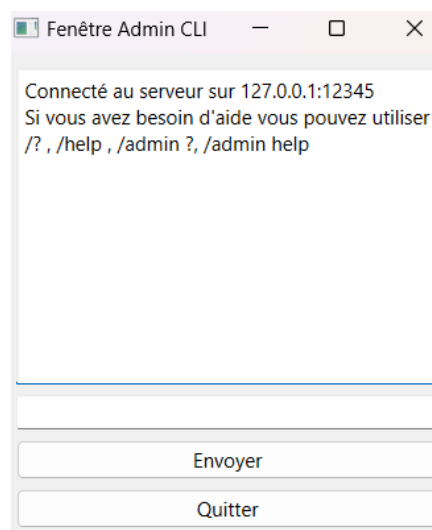 Fenêtre Admin CLI
Connecté au serveur sur 127.0.0.1:12345
Si vous avez besoin d'aide vous pouvez utiliser
/? , /help , /admin ?, /admin help
Envoyer
Quitter